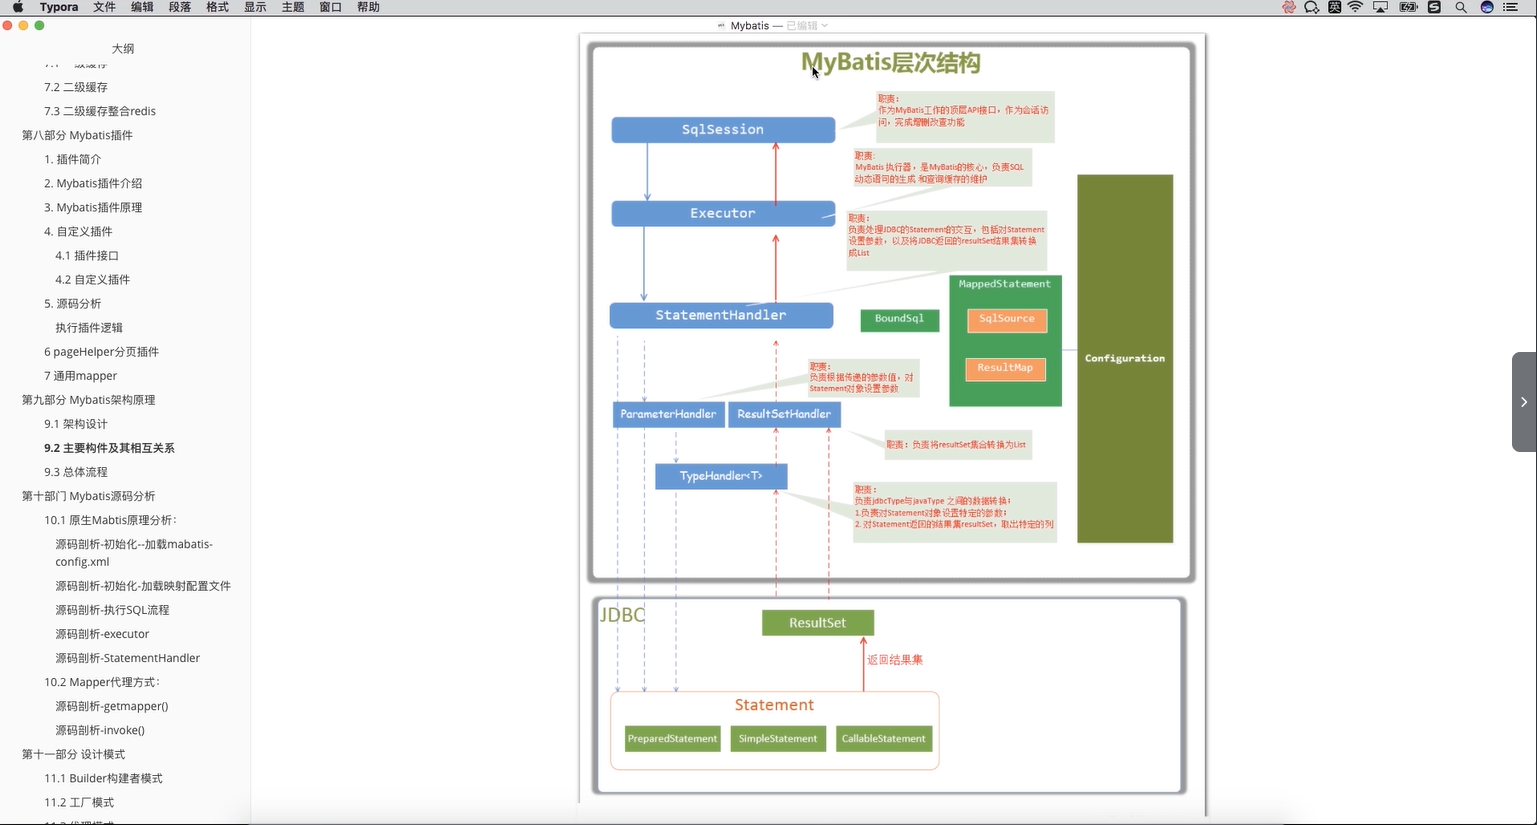 Typora 文件 编辑 段落 格式 显示 主题 窗口 帮助
英
Mybatis — 已编辑
大纲
7.2 二级缓存
7.3 二级缓存整合redis
第八部分 Mybatis插件
1. 插件简介
2. Mybatis插件介绍
3. Mybatis插件原理
4. 自定义插件
4.1 插件接口
4.2 自定义插件
5. 源码分析
执行插件逻辑
6 pageHelper分页插件
7 通用mapper
第九部分 Mybatis架构原理
9.1 架构设计
9.2 主要构件及其相互关系
9.3 总体流程
第十部门 Mybatis源码分析
10.1 原生Mabtis原理分析：
源码剖析-初始化--加载mabatis-
config.xml
源码剖析-初始化-加载映射配置文件
源码剖析-执行SQL流程
源码剖析-executor
源码剖析-StatementHandler
10.2 Mapper代理方式：
源码剖析-getmapper()
源码剖析-invoke()
第十一部分 设计模式
11.1 Builder构建者模式
11.2 工厂模式
MyBatis层次结构
职责：
作为MyBatis工作的顶层API接口，作为会话访
问，完成增删改查功能
SqlSession
职责：
MyBatis 执行器，是MyBatis的核心，负责SQL
动态语句的生成 和查询缓存的维护
Executor
职责：
负责处理JDBC的Statement的交互，包括对Statement
设置参数，以及将JDBC返回的resultSet结果集转换
成List
StatementHandler
BoundSql
MappedStatement
SqlSource
ResultMap
Configuration
职责：
负责根据传递的参数值，对
Statement对象设置参数
ParameterHandler
ResultSetHandler
职责：负责将resultSet集合转换为List
TypeHandler<T>
职责：
负责jdbcType与javaType 之间的数据转换：
1.负责对Statement对象设置特定的参数；
2. 对Statement返回的结果集resultSet，取出特定的列
JDBC
ResultSet
返回结果集
Statement
PreparedStatement
SimpleStatement
CallableStatement